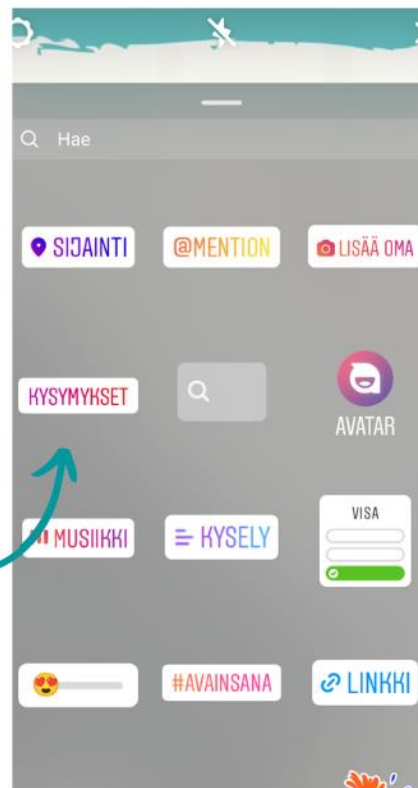 Hae
SIJAINTI
@MENTION
LISÄÄ OMA
KYSYMYKSET
AVATAR
MUSIIKKI
KYSELY
VISA
#AVAINSANA
LINKKI